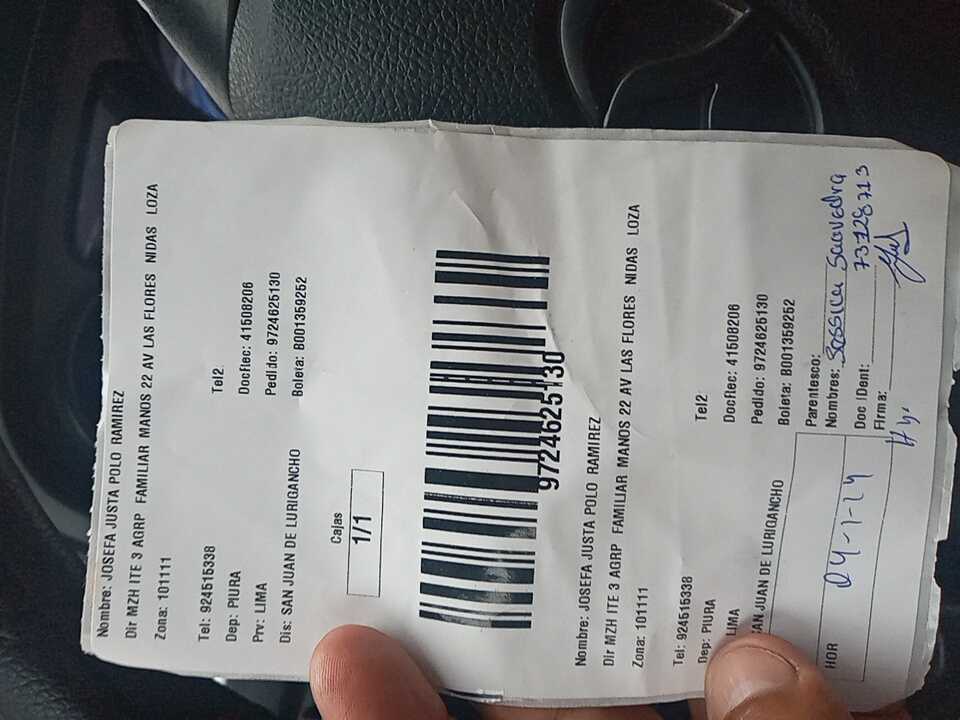 Nombre: JOSEFA JUSTA POLO RAMIREZ
Dir MZH ITE 3 AGRP FAMILIAR MANOS 22 AV LAS FLORES NIDAS LOZA
Zona: 101111
Tel: 924515338 Tel2
Dep: PIURA DocRec: 41508206
Prv: LIMA Pedido: 9724625130
Dis: SAN JUAN DE LURIGANCHO Boleta: B001359252
Cajas
1/1
9724625130
Nombre: JOSEFA JUSTA POLO RAMIREZ
Dir MZH ITE 3 AGRP FAMILIAR MANOS 22 AV LAS FLORES NIDAS LOZA
Zona: 101111
Tel: 924515338 Tel2
Dep: PIURA DocRec: 41508206
LIMA Pedido: 9724625130
SAN JUAN DE LURIGANCHO Boleta: B001359252
Parentesco:
Nombres: Jessica Saavedra
HOR 04-1-24 Doc IDent: 73128713
Firma: